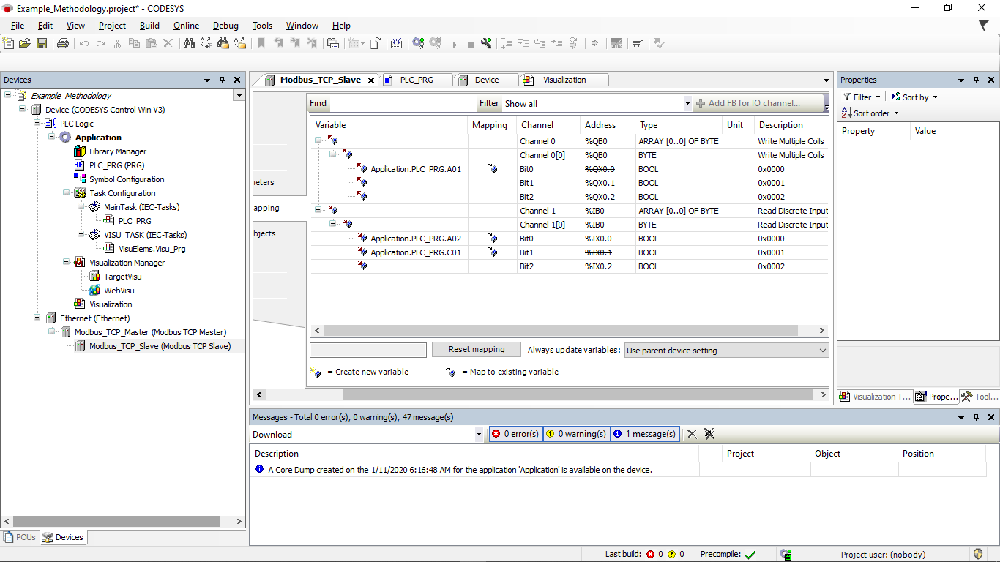 Example_Methodology.project* - CODESYS
File Edit View Project Build Online Debug Tools Window Help
Devices
Example_Methodology
Device (CODESYS Control Win V3)
PLC Logic
Application
Library Manager
PLC_PRG (PRG)
Symbol Configuration
Task Configuration
MainTask (IEC-Tasks)
PLC_PRG
VISU_TASK (IEC-Tasks)
VisuElems.Visu_Prg
Visualization Manager
TargetVisu
WebVisu
Visualization
Ethernet (Ethernet)
Modbus_TCP_Master (Modbus TCP Master)
Modbus_TCP_Slave (Modbus TCP Slave)
POUs Devices
Modbus_TCP_Slave PLC_PRG Device Visualization
meters
apping
bjects
Find Filter Show all Add FB for IO channel...
Variable Mapping Channel Address Type Unit Description
Channel 0 %QB0 ARRAY [0..0] OF BYTE Write Multiple Coils
Channel 0[0] %QB0 BYTE Write Multiple Coils
Application.PLC_PRG.A01 Bit0 %QX0.0 BOOL 0x0000
Bit1 %QX0.1 BOOL 0x0001
Bit2 %QX0.2 BOOL 0x0002
Channel 1 %IB0 ARRAY [0..0] OF BYTE Read Discrete Input
Channel 1[0] %IB0 BYTE Read Discrete Input
Application.PLC_PRG.A02 Bit0 %IX0.0 BOOL 0x0000
Application.PLC_PRG.C01 Bit1 %IX0.1 BOOL 0x0001
Bit2 %IX0.2 BOOL 0x0002
Reset mapping Always update variables: Use parent device setting
= Create new variable = Map to existing variable
Properties
Filter Sort by
Sort order
Property Value
Visualization T... Prope... Tool...
Messages - Total 0 error(s), 0 warning(s), 47 message(s)
Download 0 error(s) 0 warning(s) 1 message(s)
Description Project Object Position
A Core Dump created on the 1/11/2020 6:16:48 AM for the application 'Application' is available on the device.
Last build: 0 0 Precompile: Project user: (nobody)